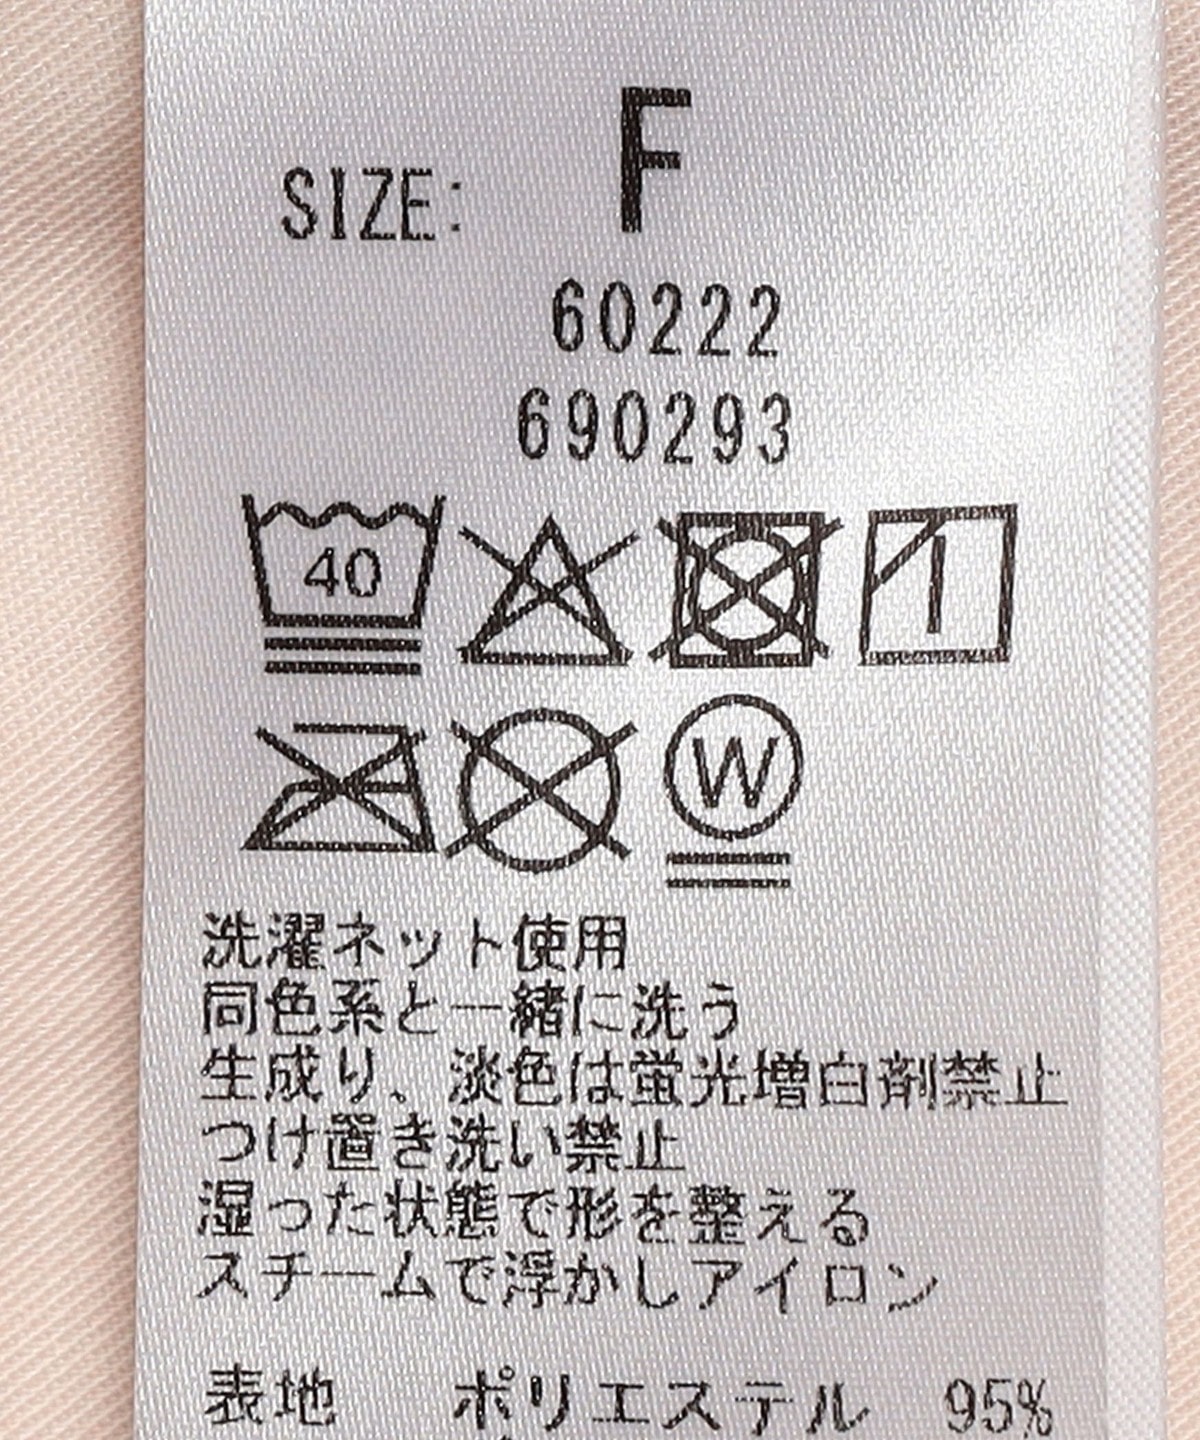 SIZE: F
60222
690293
40
W
洗濯ネット使用
同色系と一緒に洗う
生成り、淡色は蛍光増白剤禁止
つけ置き洗い禁止
湿った状態で形を整える
スチームで浮かしアイロン
表地 ポリエステル 95%